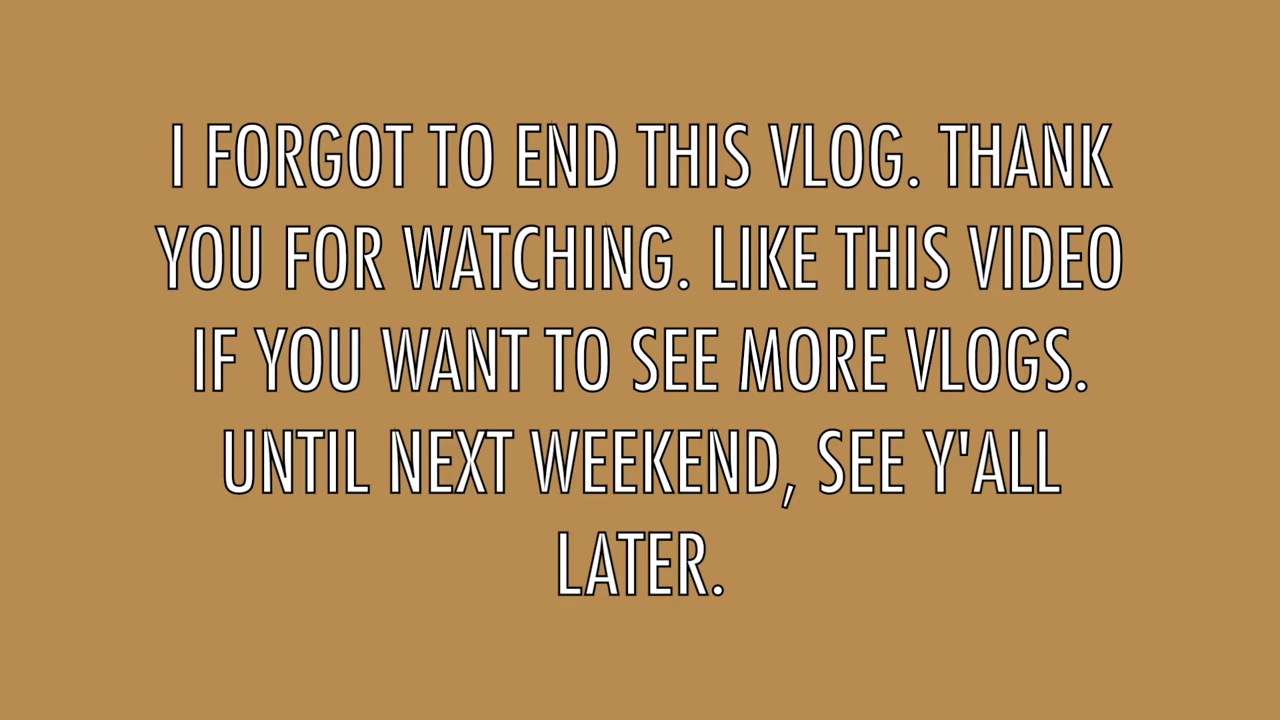 I FORGOT TO END THIS VLOG. THANK
YOU FOR WATCHING. LIKE THIS VIDEO
IF YOU WANT TO SEE MORE VLOGS.
UNTIL NEXT WEEKEND, SEE Y'ALL
LATER.